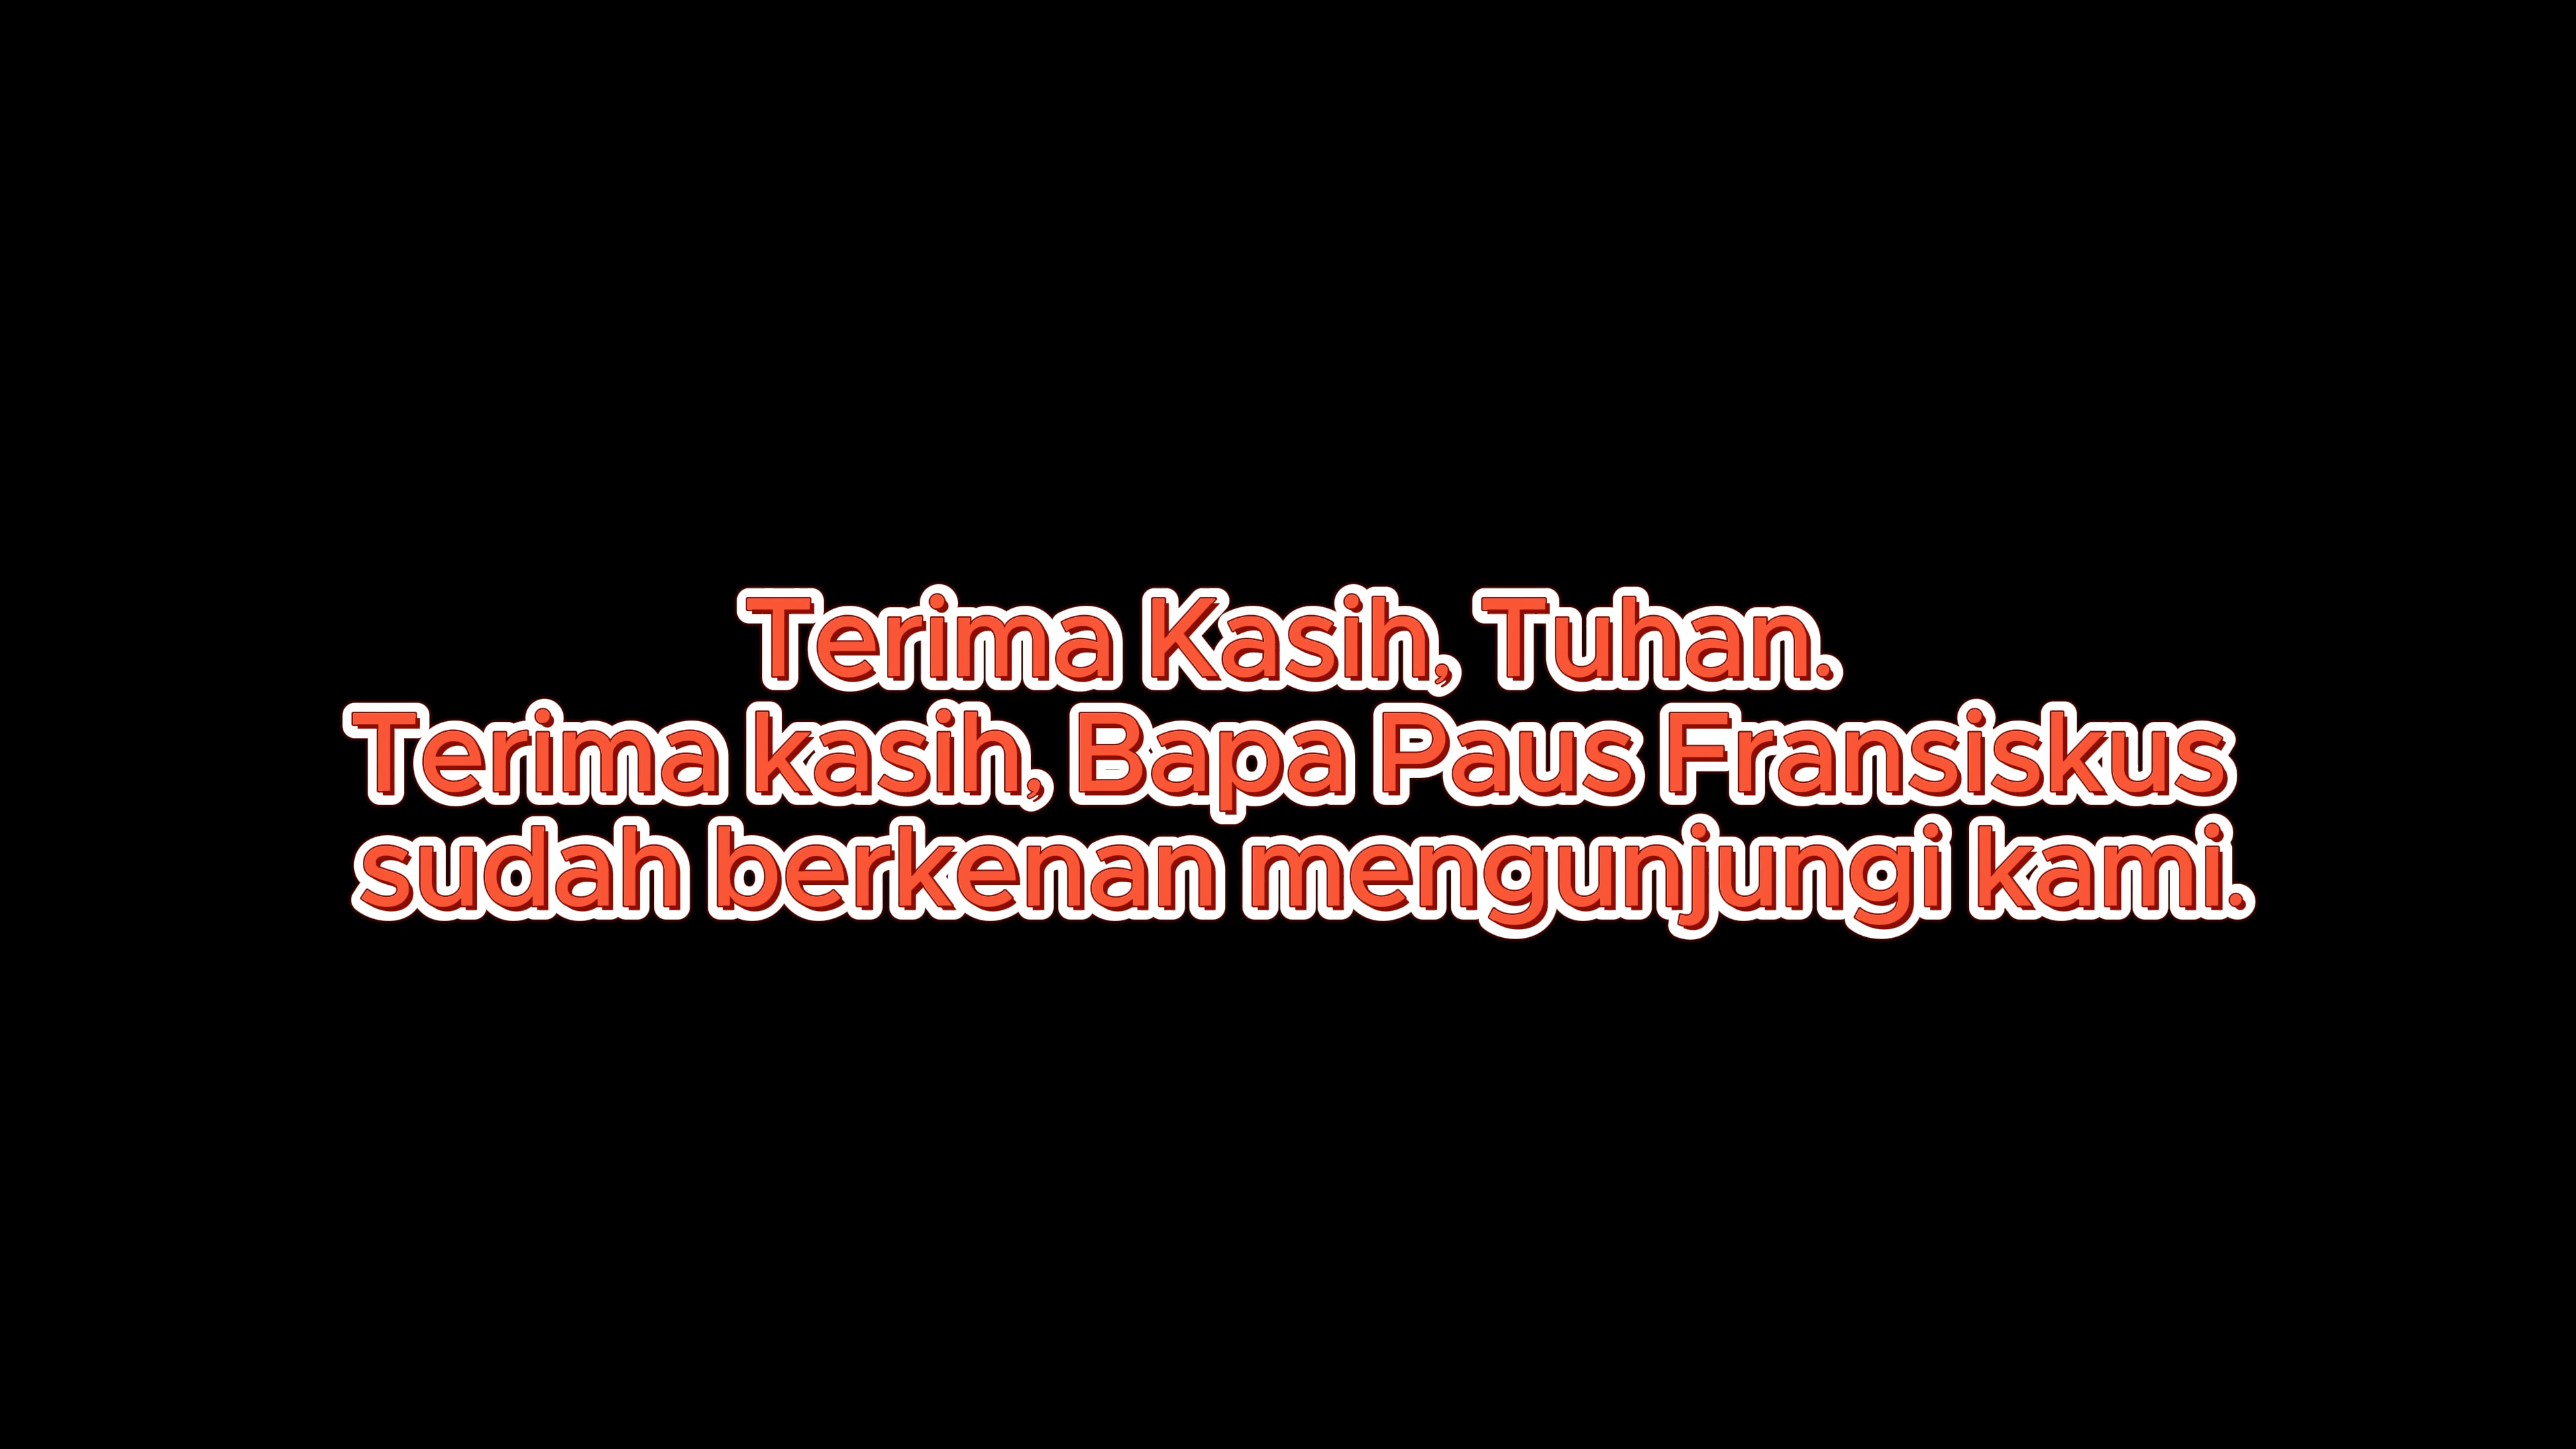 Terima Kasih, Tuhan.
Terima kasih, Bapa Paus Fransiskus
sudah berkenan mengunjungi kami.